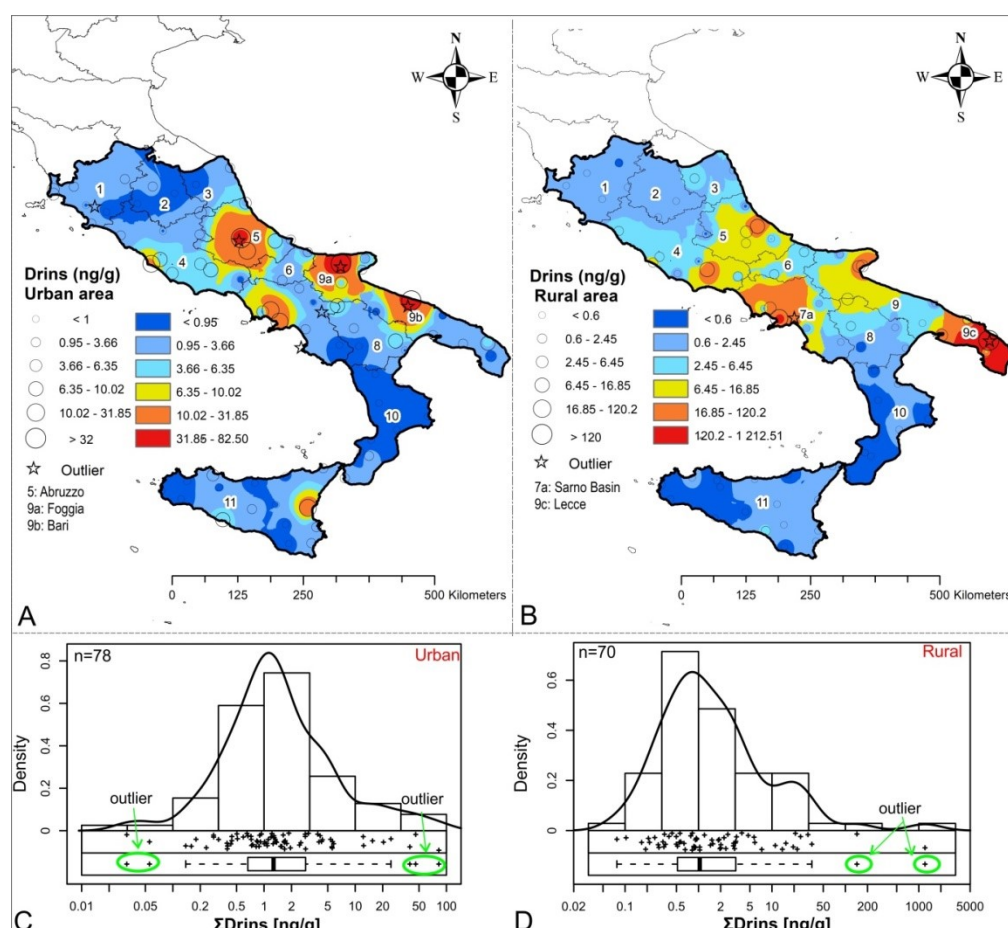 N
W E
S
1
2
3
4
5
6
9a
9b
8
10
11
Drins (ng/g)
Urban area
< 1 < 0.95
0.95 - 3.66 0.95 - 3.66
3.66 - 6.35 3.66 - 6.35
6.35 - 10.02 6.35 - 10.02
10.02 - 31.85 10.02 - 31.85
> 32 31.85 - 82.50
Outlier
5: Abruzzo
9a: Foggia
9b: Bari
0 125 250 500 Kilometers
A
N
W E
S
1
2
3
4
5
6
7a
9
8
9c
10
11
Drins (ng/g)
Rural area
< 0.6 < 0.6
0.6 - 2.45 0.6 - 2.45
2.45 - 6.45 2.45 - 6.45
6.45 - 16.85 6.45 - 16.85
16.85 - 120.2 16.85 - 120.2
> 120 120.2 - 1 212.51
Outlier
7a: Sarno Basin
9c: Lecce
0 125 250 500 Kilometers
B
n=78 Urban
Density
0.8
0.6
0.4
0.2
0
outlier outlier
0.01 0.05 0.2 0.5 1 2 5 10 20 50 100
ΣDrins [ng/g]
C
n=70 Rural
Density
0.6
0.4
0.2
0
outlier
0.02 0.1 0.5 1 2 5 10 50 200 1000 5000
ΣDrins [ng/g]
D